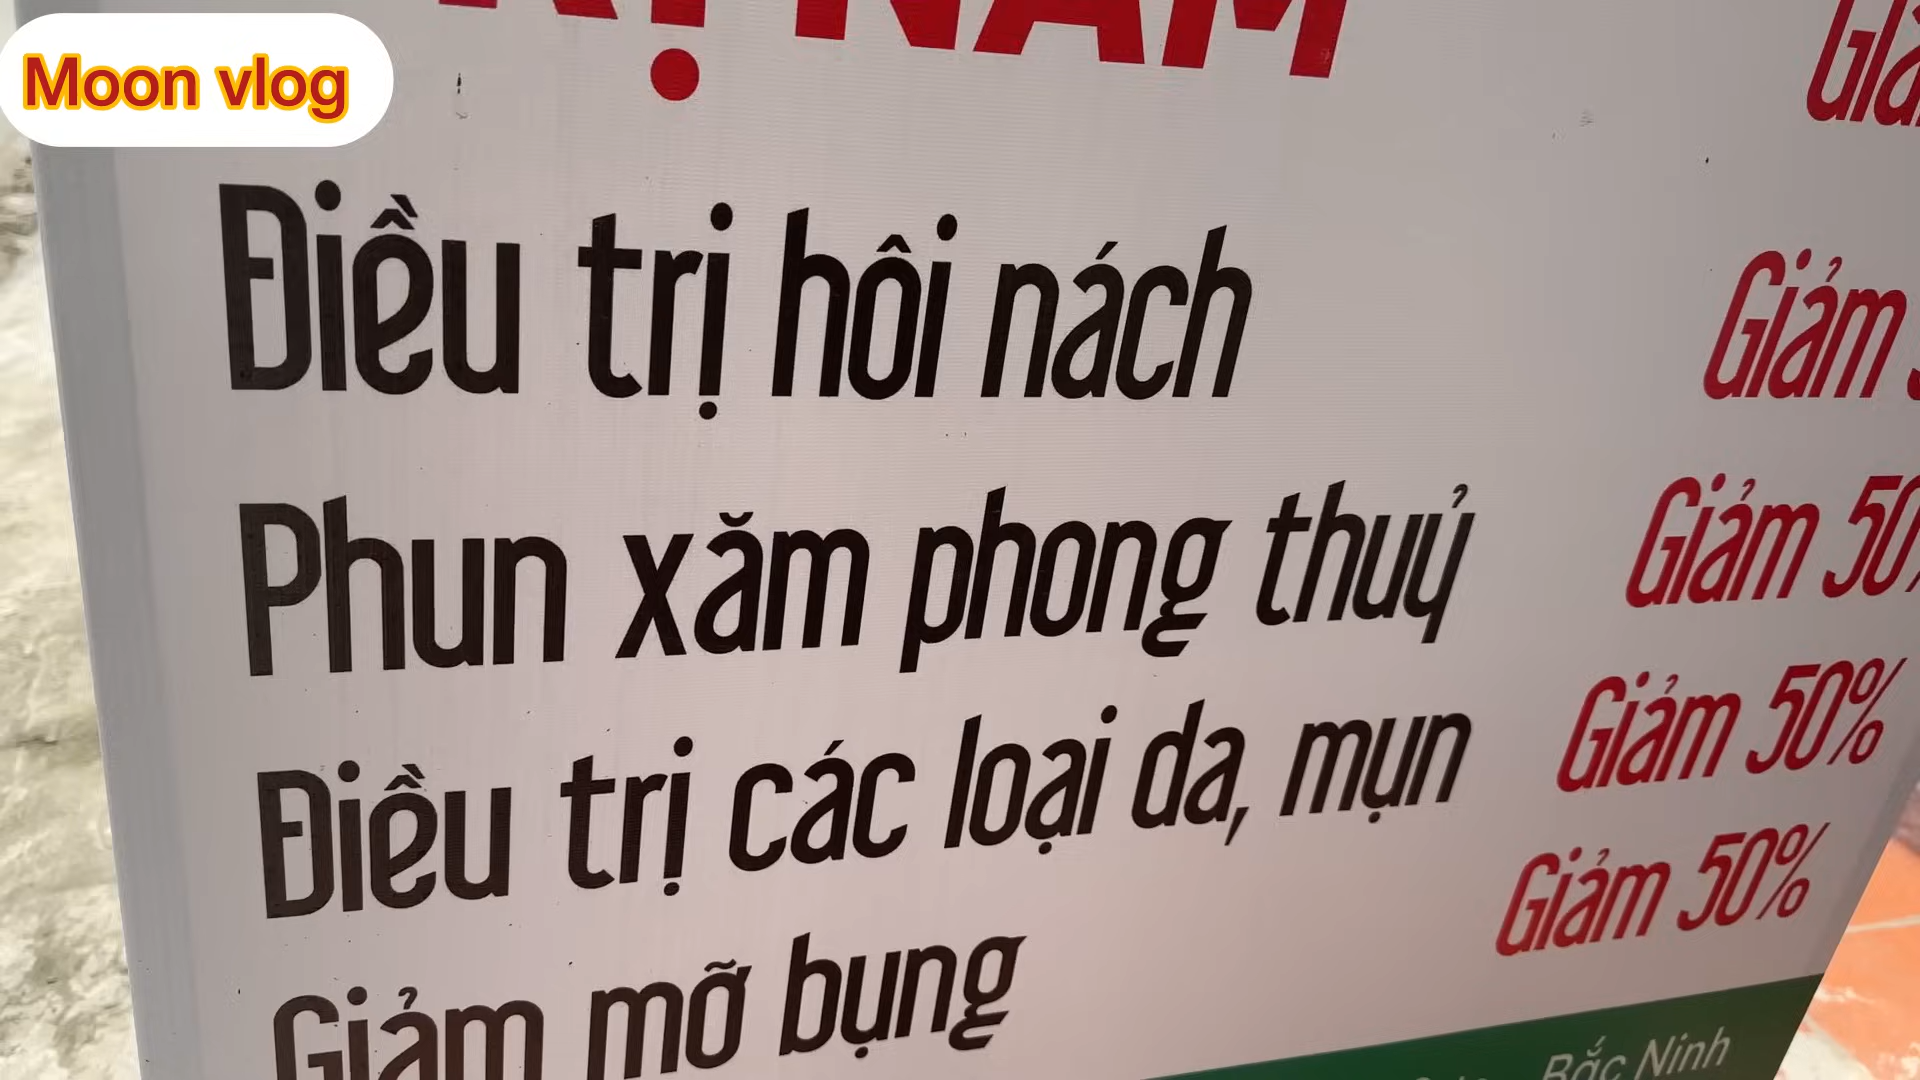 Moon vlog
NÁM
Điều trị hôi nách
Giảm
Phun xăm phong thuỷ
Giảm 50%
Điều trị các loại da, mụn
Giảm 50%
Giảm mỡ bụng
Giảm 50%
Bắc Ninh